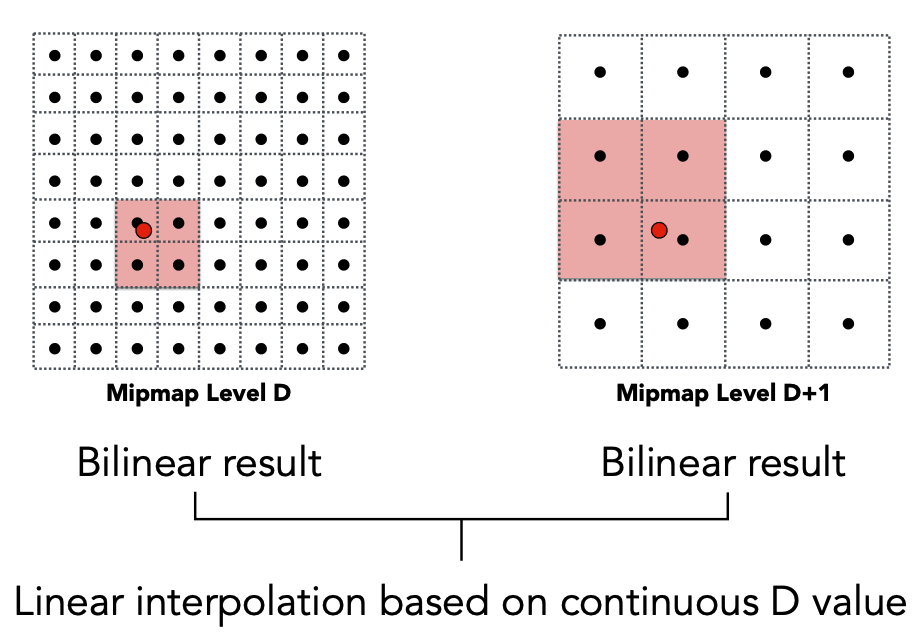 Mipmap Level D
Mipmap Level D+1
Bilinear result
Bilinear result
Linear interpolation based on continuous D value